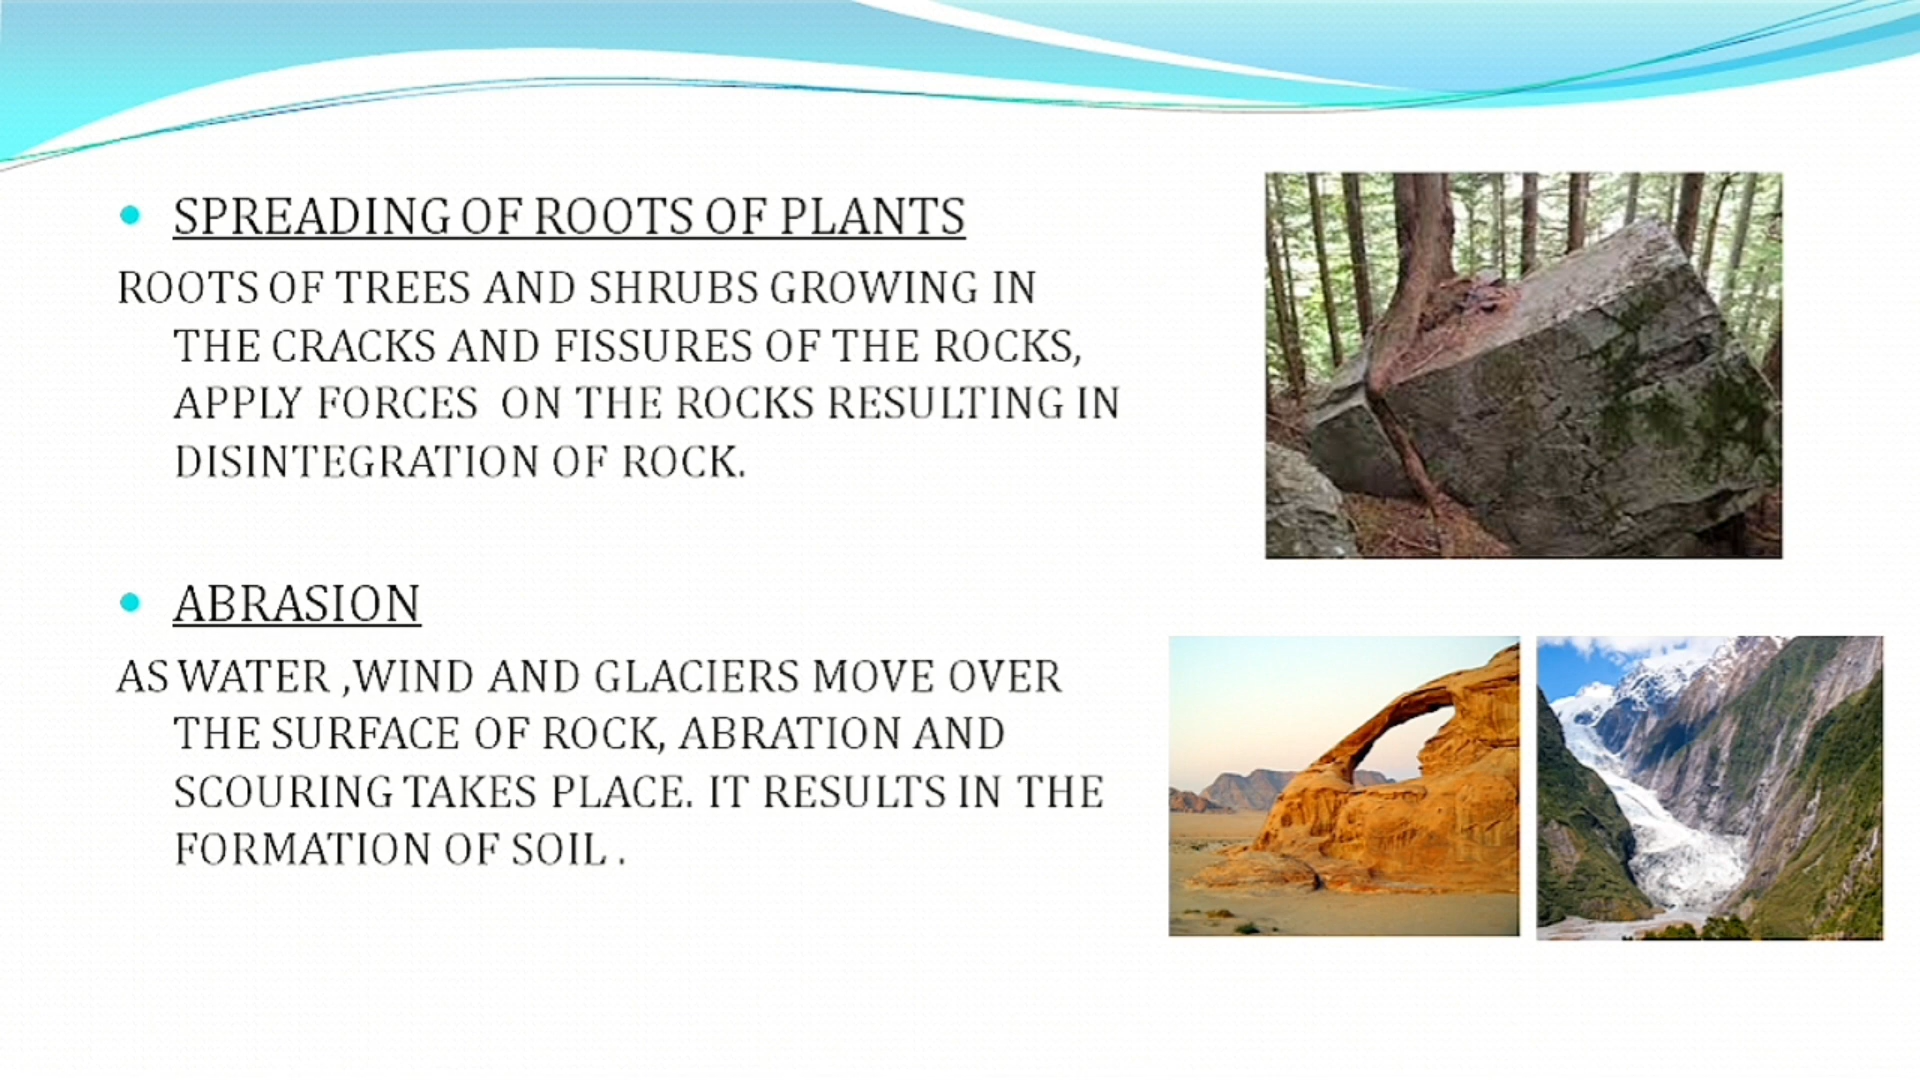 SPREADING OF ROOTS OF PLANTS
ROOTS OF TREES AND SHRUBS GROWING IN
THE CRACKS AND FISSURES OF THE ROCKS,
APPLY FORCES ON THE ROCKS RESULTING IN
DISINTEGRATION OF ROCK.
ABRASION
AS WATER ,WIND AND GLACIERS MOVE OVER
THE SURFACE OF ROCK, ABRATION AND
SCOURING TAKES PLACE. IT RESULTS IN THE
FORMATION OF SOIL .